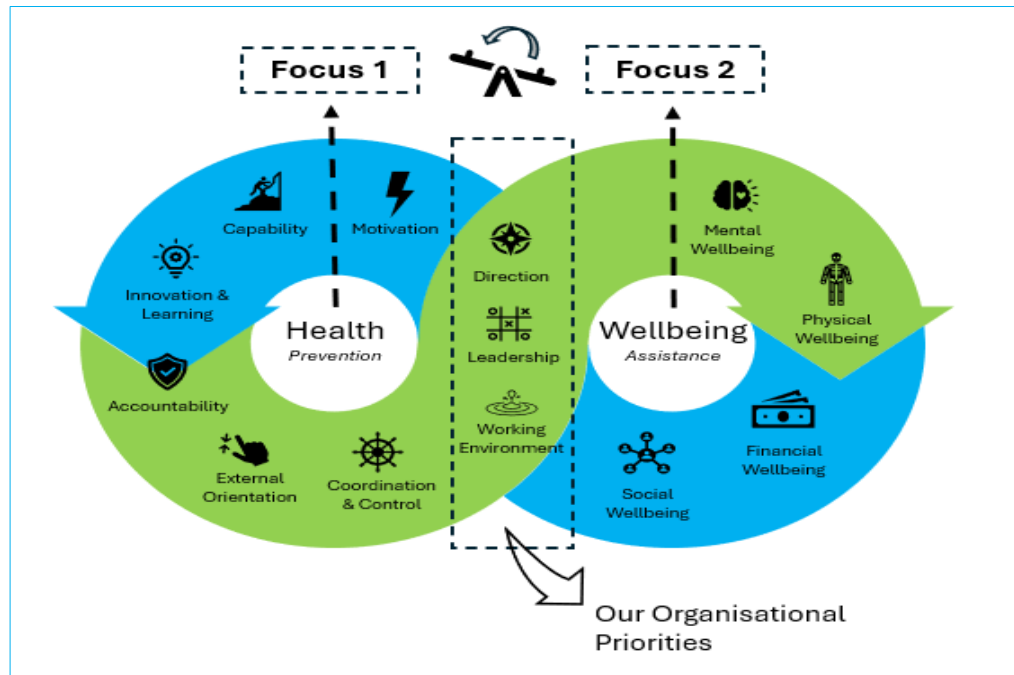 Focus 1
Focus 2
Capability
Motivation
Innovation &
Learning
Health
Prevention
Accountability
External
Orientation
Coordination
& Control
Direction
Leadership
Working
Environment
Mental
Wellbeing
Physical
Wellbeing
Wellbeing
Assistance
Financial
Wellbeing
Social
Wellbeing
Our Organisational
Priorities